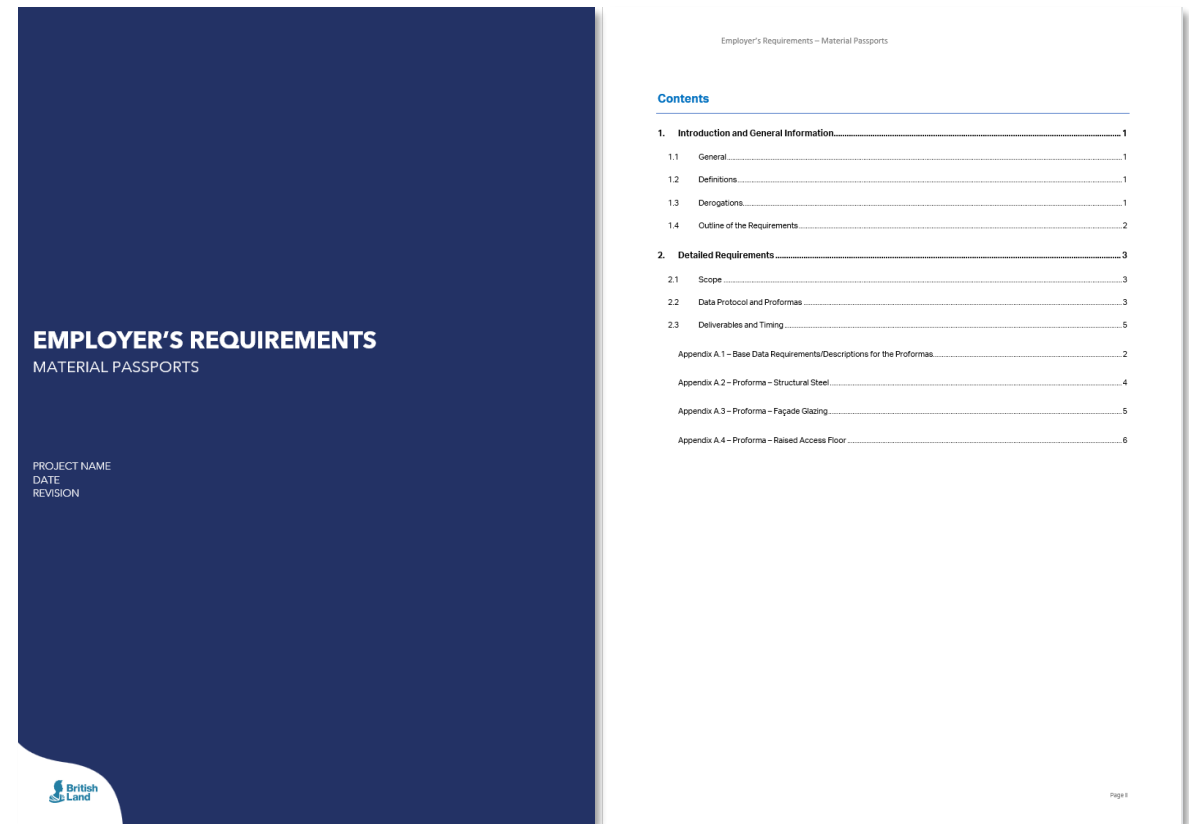 EMPLOYER'S REQUIREMENTS
MATERIAL PASSPORTS
PROJECT NAME
DATE
REVISION
British
Land
Employer's Requirements – Material Passports
Contents
1. Introduction and General Information 1
1.1 General 1
1.2 Definitions 1
1.3 Derogations 1
1.4 Outline of the Requirements 2
2. Detailed Requirements 3
2.1 Scope 3
2.2 Data Protocol and Proformas 3
2.3 Deliverables and Timing 5
Appendix A.1 – Base Data Requirements/Descriptions for the Proformas 2
Appendix A.2 – Proforma – Structural Steel 4
Appendix A.3 – Proforma – Façade Glazing 5
Appendix A.4 – Proforma – Raised Access Floor 6
Page ii